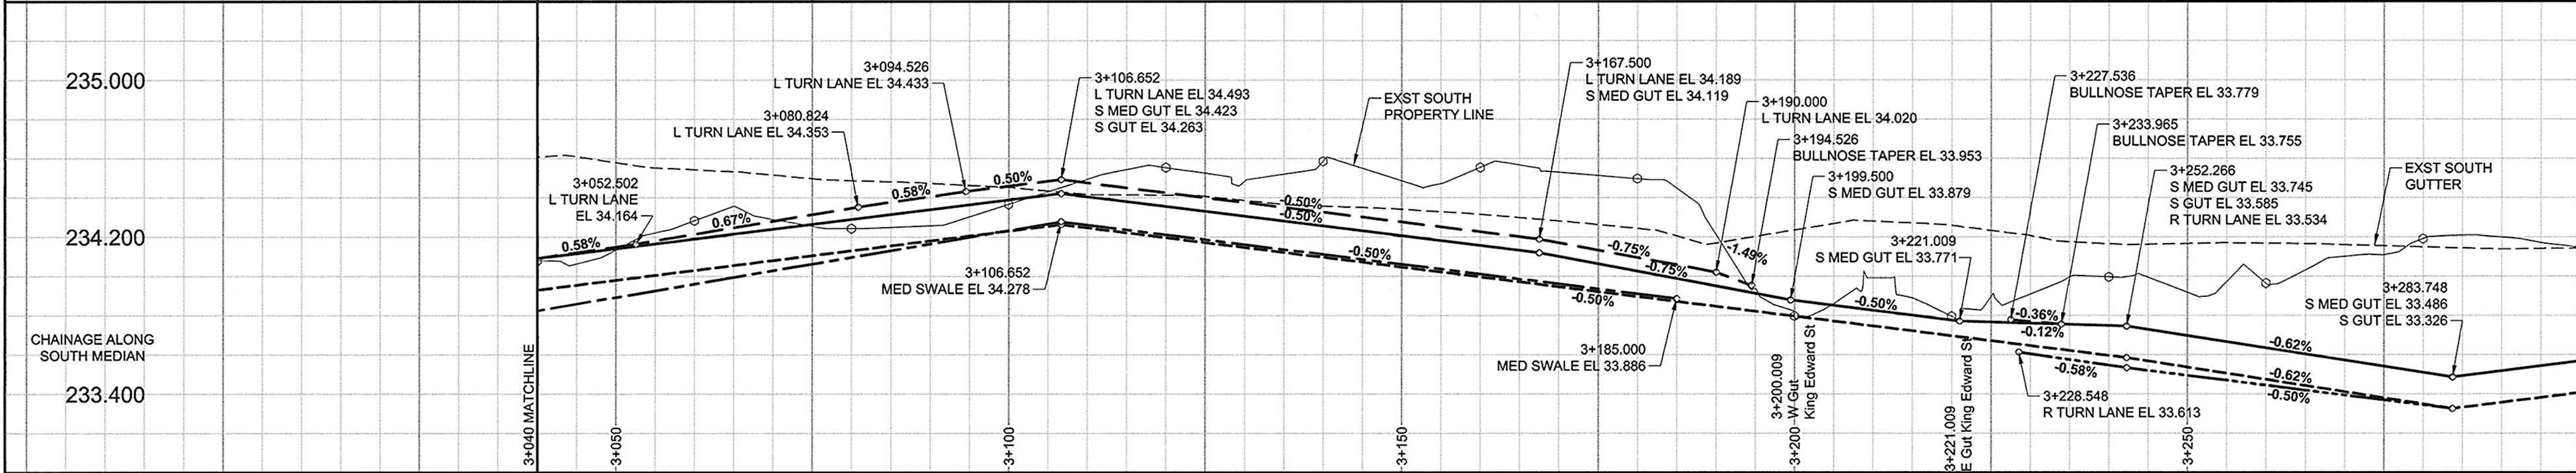 235.000
234.200
CHAINAGE ALONG
SOUTH MEDIAN
233.400
3+040 MATCHLINE
0.58%
3+052.502
L TURN LANE
EL 34.164
0.67%
3+080.824
L TURN LANE EL 34.353
0.58%
3+094.526
L TURN LANE EL 34.433
0.50%
3+106.652
L TURN LANE EL 34.493
S MED GUT EL 34.423
S GUT EL 34.263
3+106.652
MED SWALE EL 34.278
EXST SOUTH
PROPERTY LINE
-0.50%
-0.50%
-0.50%
-0.50%
3+167.500
L TURN LANE EL 34.189
S MED GUT EL 34.119
-0.75%
-0.75%
3+185.000
MED SWALE EL 33.886
3+190.000
L TURN LANE EL 34.020
-1.49%
3+194.526
BULLNOSE TAPER EL 33.953
3+199.500
S MED GUT EL 33.879
3+200.009
W Gut
King Edward St
-0.50%
3+221.009
S MED GUT EL 33.771
3+221.009
E Gut King Edward St
3+227.536
BULLNOSE TAPER EL 33.779
-0.36%
-0.12%
3+233.965
BULLNOSE TAPER EL 33.755
3+252.266
S MED GUT EL 33.745
S GUT EL 33.585
R TURN LANE EL 33.534
-0.58%
3+228.548
R TURN LANE EL 33.613
EXST SOUTH
GUTTER
-0.62%
-0.62%
-0.50%
3+283.748
S MED GUT EL 33.486
S GUT EL 33.326
3+050
3+100
3+150
3+200
3+250